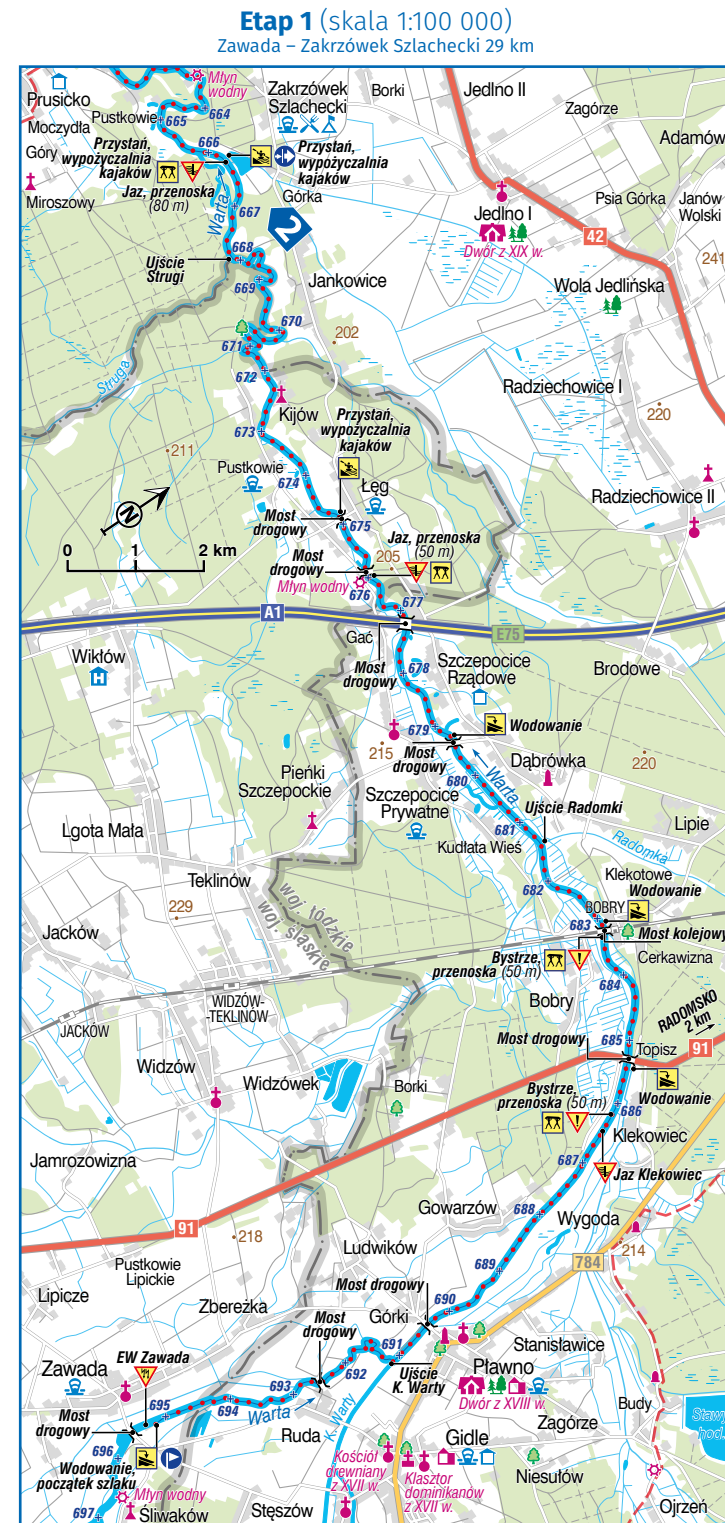 Etap 1 (skala 1:100 000)
Zawada – Zakrzówek Szlachecki 29 km
Młyn
wodny
Prusicko
Pustkowie
665
664
Moczydła
Góry
Miroszowy
Zakrzówek
Szlachecki
Borki
Jedlno II
Zagórze
Adamów
666
Przystań,
wypożyczalnia
kajaków
Jaz, przenoska
(80 m)
Przystań,
wypożyczalnia
kajaków
Górka
Warta
667
2
Jedlno I
Dwór z XIX w.
42
Psia Górka
Janów
Wolski
241
Ujście
Strugi
668
669
Jankowice
Wola Jedlińska
670
671
202
Struga
672
Kijów
Radziechowice I
220
673
211
Przystań,
wypożyczalnia
kajaków
Pustkowie
674
Łęg
Radziechowice II
N
Most
drogowy
675
0 1 2 km
Most
drogowy
205
Jaz, przenoska
(50 m)
Młyn wodny
676
677
A1
E75
Gać
Wikłów
Most
drogowy
678
Szczepocice
Rządowe
Brodowe
679
Wodowanie
215
Most
drogowy
Warta
Dąbrówka
220
680
Pieńki
Szczepockie
Szczepocice
Prywatne
681
Ujście Radomki
Lgota Mała
Kudłata Wieś
Radomka
Lipie
Teklinów
682
Klekotowe
Wodowanie
229
woj. łódzkie
woj. śląskie
BOBRY
683
Most kolejowy
Jacków
Bystrze,
przenoska (50 m)
Cerkawizna
684
WIDZÓW-
-TEKLINÓW
Bobry
JACKÓW
RADOMSKO
2 km
Most drogowy
685
Topisz
91
Widzów
Widzówek
Borki
Bystrze,
przenoska (50 m)
Wodowanie
686
Klekowiec
Jamrozowizna
687
Jaz Klekowiec
Gowarzów
688
Wygoda
91
218
214
Ludwików
784
Pustkowie
Lipickie
689
Lipicze
Zbereżka
Most drogowy
690
Most
drogowy
Górki
691
Stanisławice
EW Zawada
692
Ujście
K. Warty
Pławno
Dwór z XVIII w.
Zawada
693
695
694
Warta
K. Warty
Zagórze
Budy
Stawy
hod.
Most
drogowy
Ruda
Gidle
696
Kościół
drewniany
z XVII w.
Klasztor
dominikanów
z XVII w.
Niesułów
Wodowanie,
początek szlaku
Młyn wodny
697
Śliwaków
Stęszów
Ojrzeń